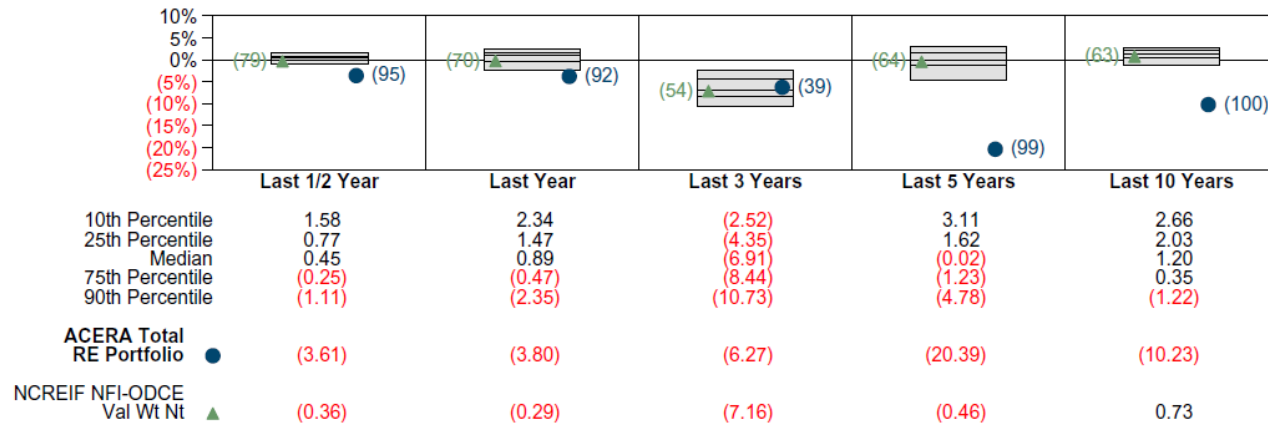 10%
5%
0%
(5%)
(10%)
(15%)
(20%)
(25%)
(79) (95) (70) (92) (54) (39) (64) (99) (63) (100)
Last 1/2 Year Last Year Last 3 Years Last 5 Years Last 10 Years
10th Percentile 1.58 2.34 (2.52) 3.11 2.66
25th Percentile 0.77 1.47 (4.35) 1.62 2.03
Median 0.45 0.89 (6.91) (0.02) 1.20
75th Percentile (0.25) (0.47) (8.44) (1.23) 0.35
90th Percentile (1.11) (2.35) (10.73) (4.78) (1.22)
ACERA Total
RE Portfolio (3.61) (3.80) (6.27) (20.39) (10.23)
NCREIF NFI-ODCE
Val Wt Nt (0.36) (0.29) (7.16) (0.46) 0.73